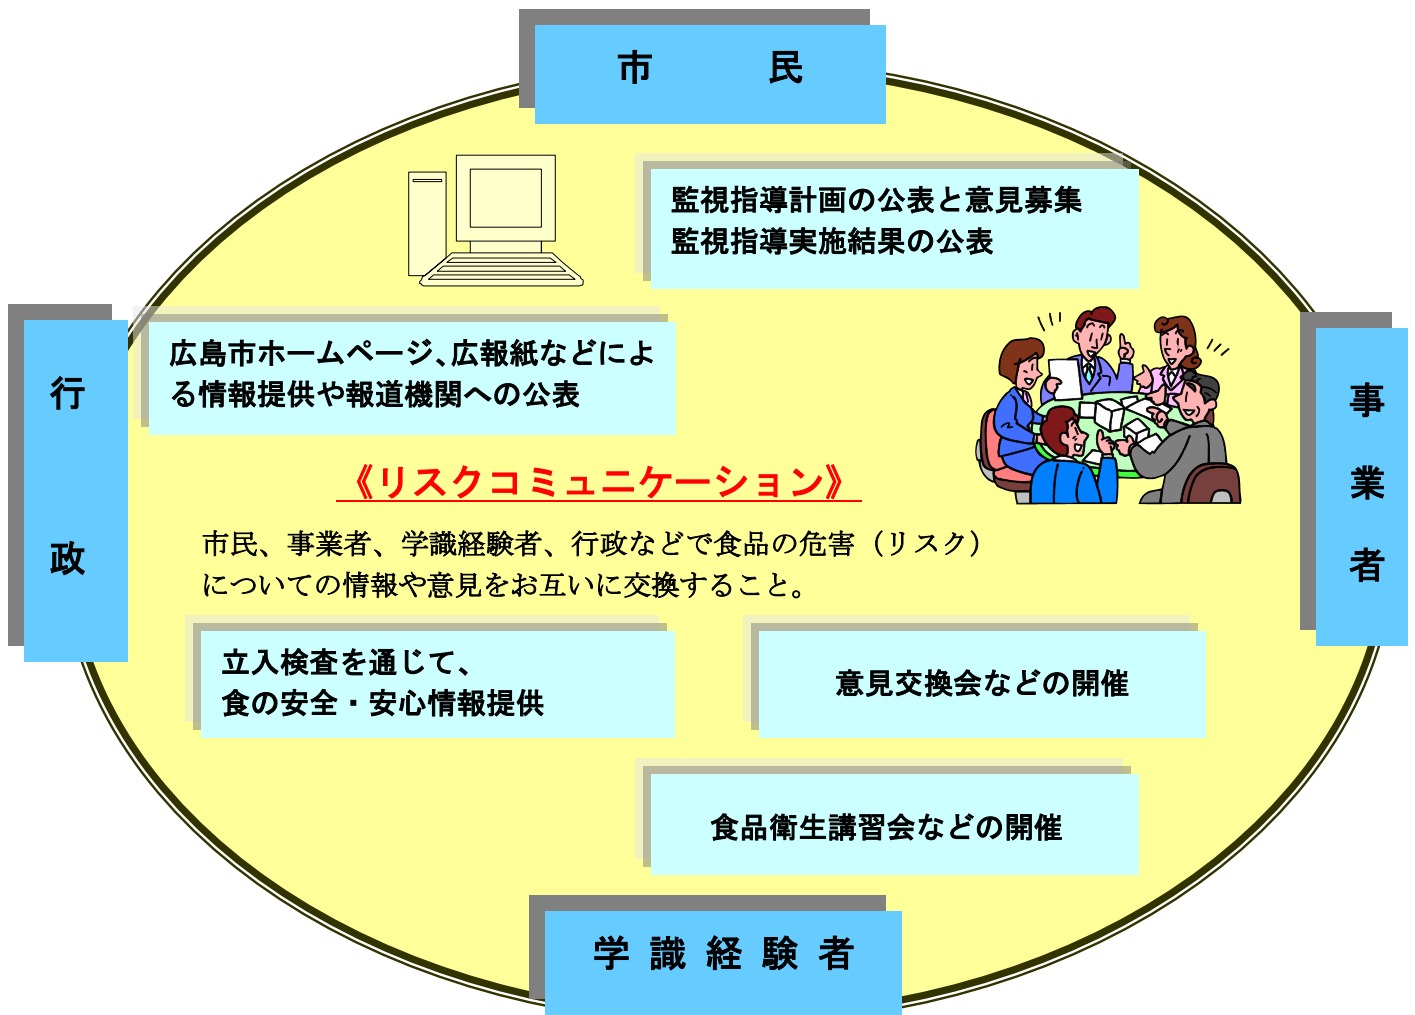 市　民
監視指導計画の公表と意見募集
監視指導実施結果の公表
広島市ホームページ、広報紙などによ
る情報提供や報道機関への公表
行政
事業者
《リスクコミュニケーション》
市民、事業者、学識経験者、行政などで食品の危害（リスク）
についての情報や意見をお互いに交換すること。
立入検査を通じて、
食の安全・安心情報提供
意見交換会などの開催
食品衛生講習会などの開催
学識経験者